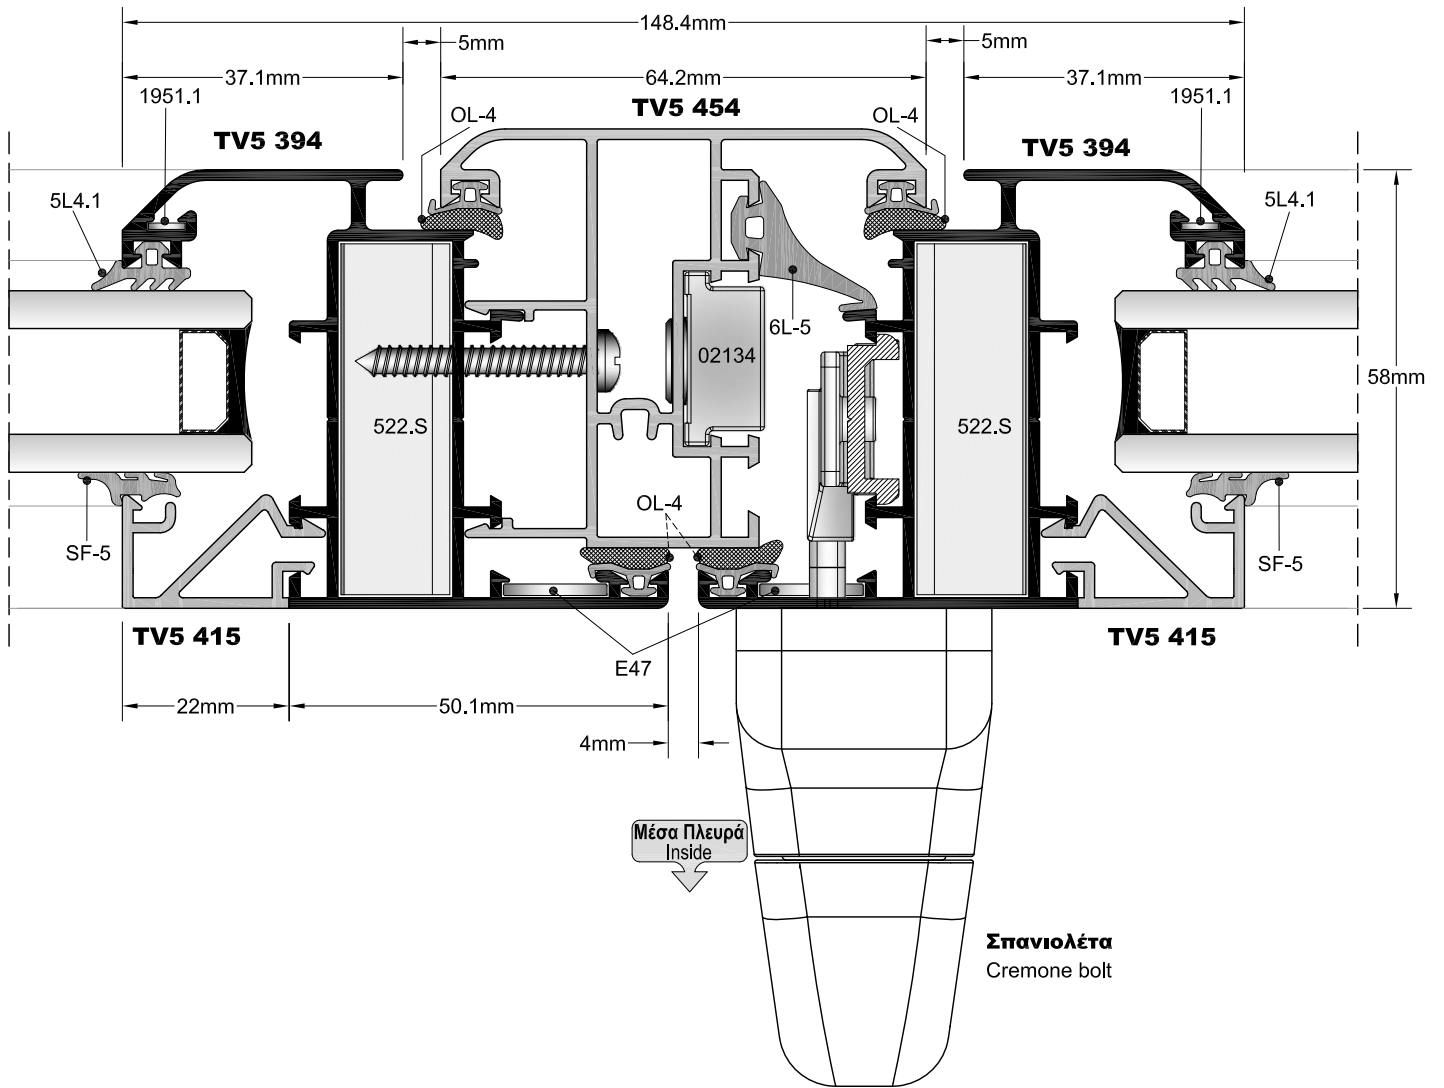 148.4mm
5mm
5mm
37.1mm
64.2mm
37.1mm
1951.1
TV5 454
1951.1
OL-4
OL-4
TV5 394
TV5 394
5L4.1
5L4.1
6L-5
02134
58mm
522.S
522.S
OL-4
SF-5
SF-5
TV5 415
TV5 415
E47
22mm
50.1mm
4mm
Μέσα Πλευρά
Inside
Σπανιολέτα
Cremone bolt